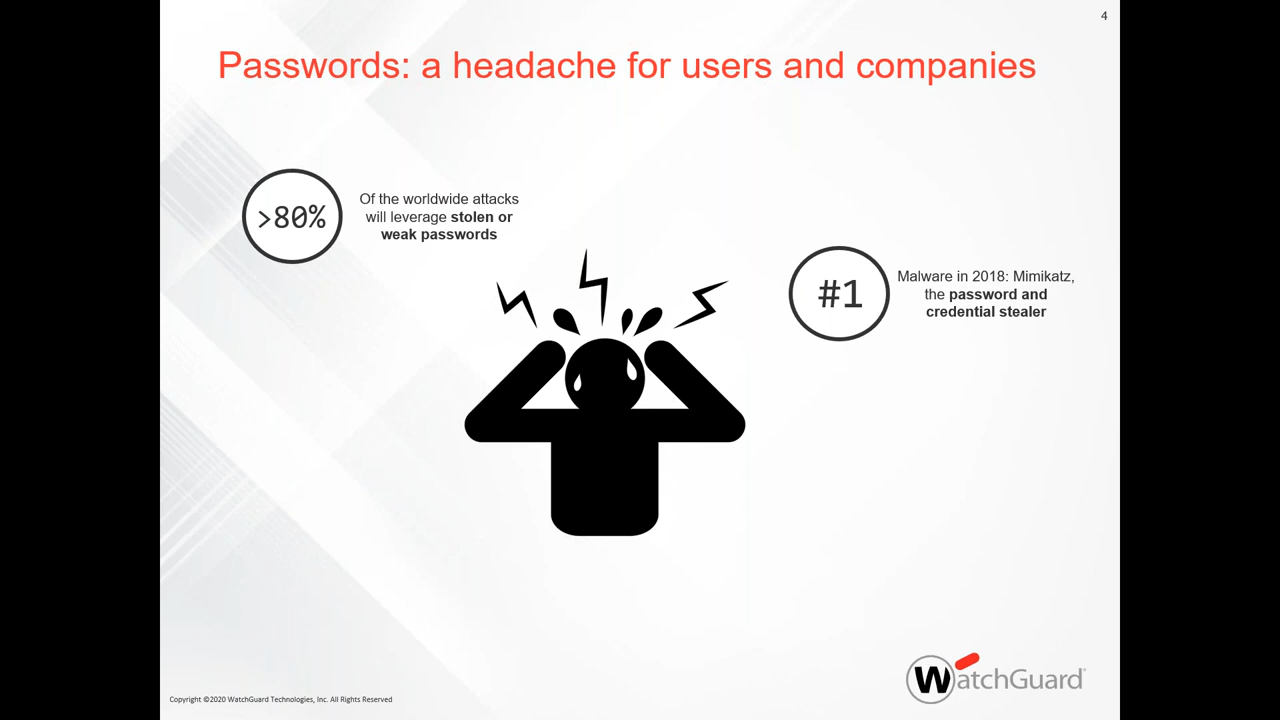 4
Passwords: a headache for users and companies
>80%
Of the worldwide attacks
will leverage stolen or
weak passwords
#1
Malware in 2018: Mimikatz,
the password and
credential stealer
Copyright ©2020 WatchGuard Technologies, Inc. All Rights Reserved
WatchGuard®